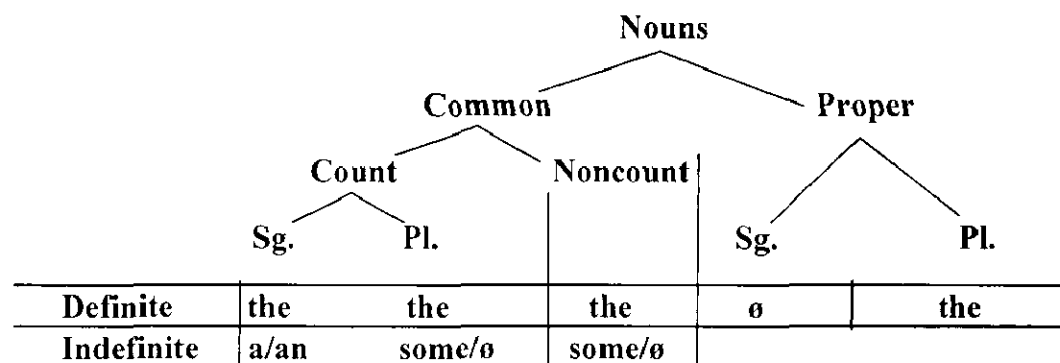 Nouns
Common Proper
Count Noncount
Sg. Pl. Sg. Pl.
Definite the the the ø the
Indefinite a/an some/ø some/ø